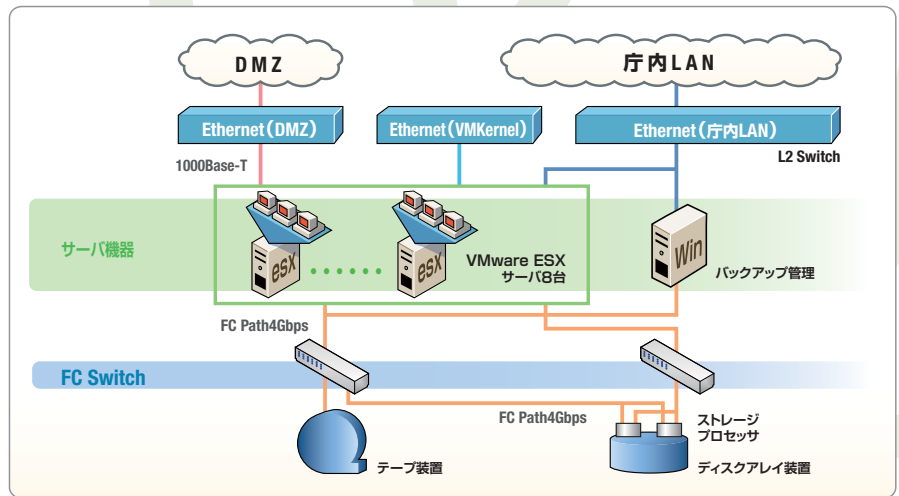 DMZ
庁内LAN
Ethernet(DMZ)
Ethernet(VMKernel)
Ethernet(庁内LAN)
L2 Switch
1000Base-T
サーバ機器
esx
esx
VMware ESX
サーバ8台
Win
バックアップ管理
FC Path4Gbps
FC Switch
FC Path4Gbps
ストレージ
プロセッサ
テープ装置
ディスクアレイ装置